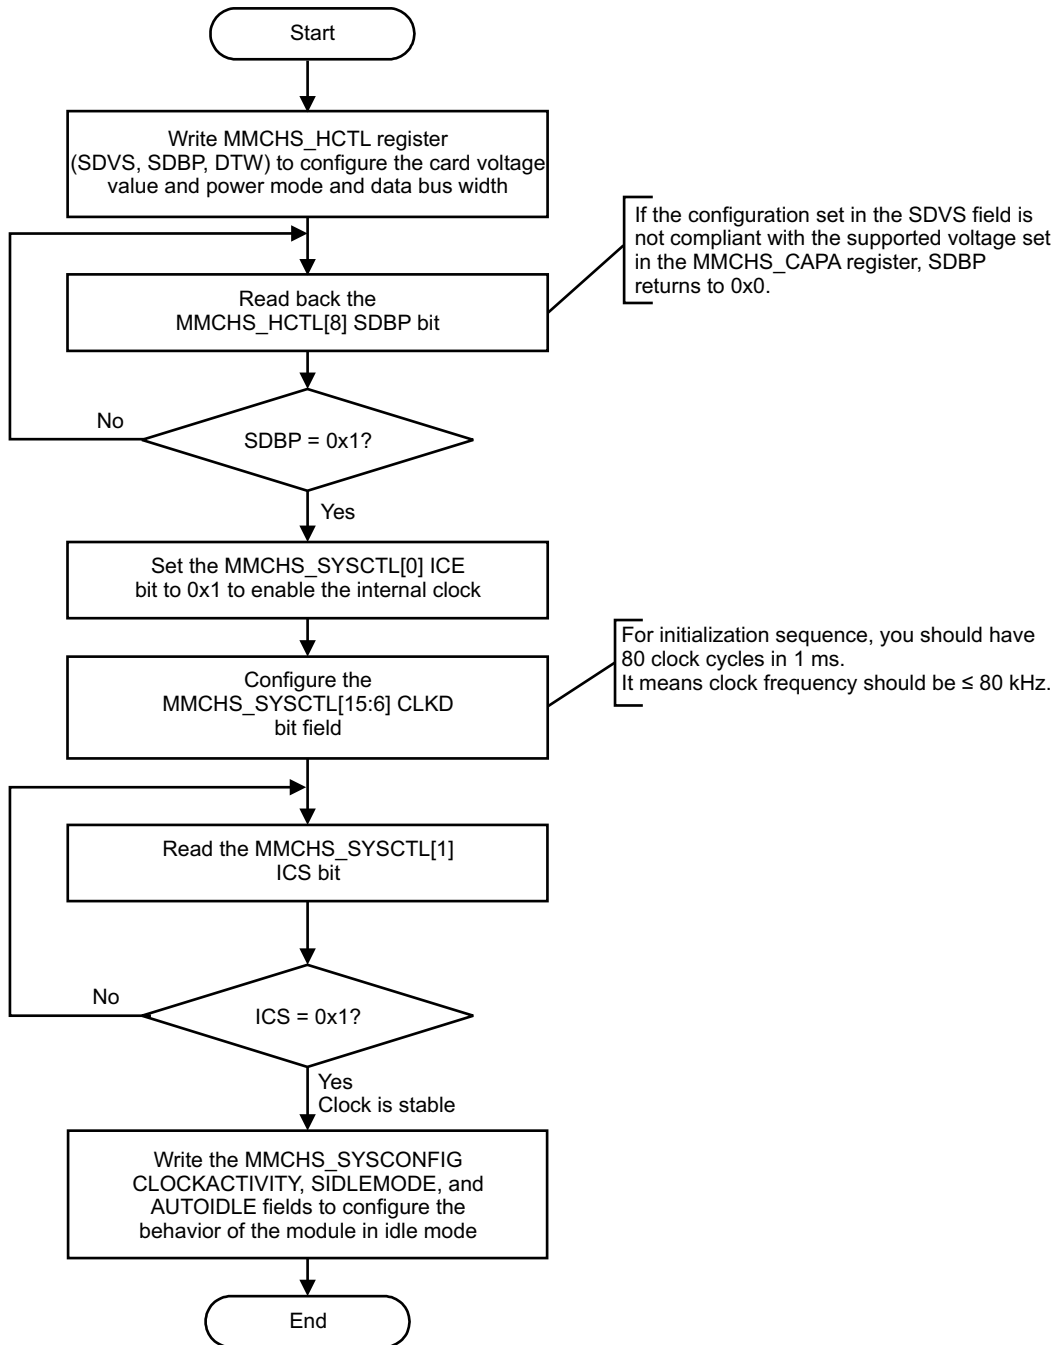 Start
Write MMCHS_HCTL register
(SDVS, SDBP, DTW) to configure the card voltage
value and power mode and data bus width
If the configuration set in the SDVS field is
not compliant with the supported voltage set
in the MMCHS_CAPA register, SDBP
returns to 0x0.
Read back the
MMCHS_HCTL[8] SDBP bit
No
SDBP = 0x1?
Yes
Set the MMCHS_SYSCTL[0] ICE
bit to 0x1 to enable the internal clock
For initialization sequence, you should have
80 clock cycles in 1 ms.
It means clock frequency should be ≤ 80 kHz.
Configure the
MMCHS_SYSCTL[15:6] CLKD
bit field
Read the MMCHS_SYSCTL[1]
ICS bit
No
ICS = 0x1?
Yes
Clock is stable
Write the MMCHS_SYSCONFIG
CLOCKACTIVITY, SIDLEMODE, and
AUTOIDLE fields to configure the
behavior of the module in idle mode
End